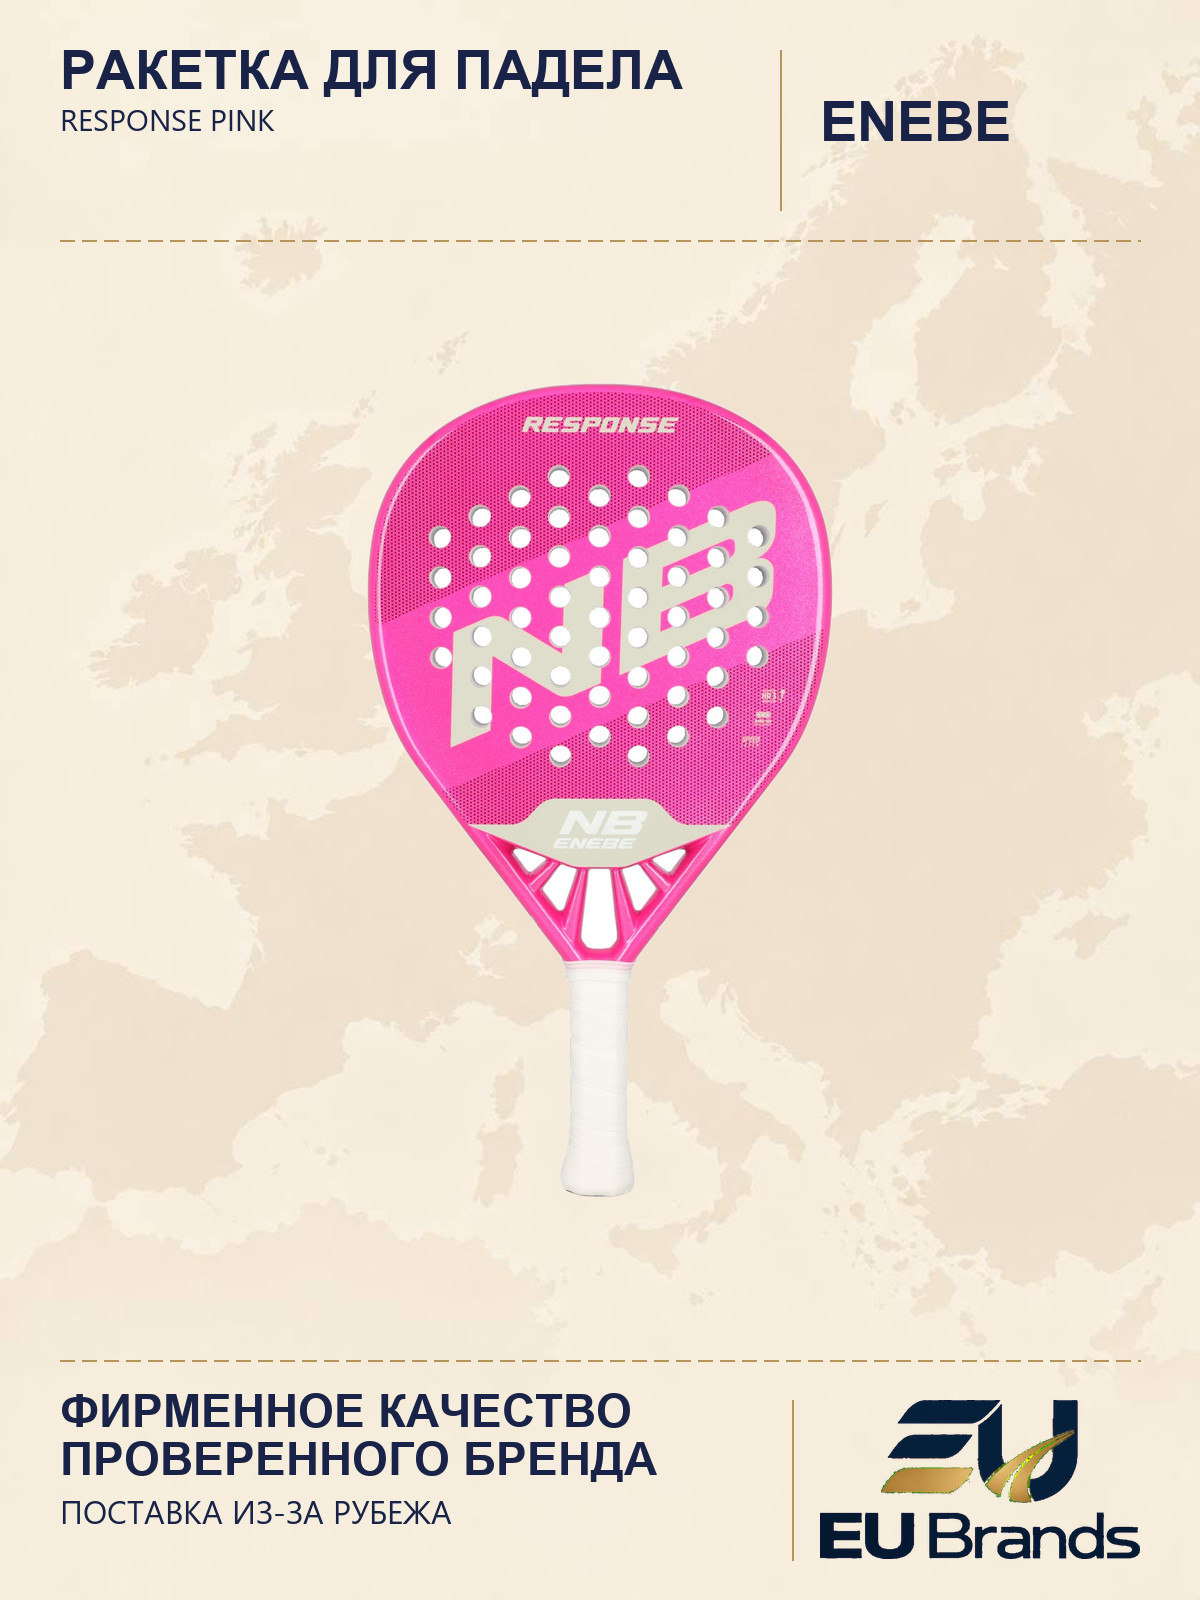 РАКЕТКА ДЛЯ ПАДЕЛА
RESPONSE PINK
ENEBE
RESPONSE
NB
NB
ENEBE
ФИРМЕННОЕ КАЧЕСТВО
ПРОВЕРЕННОГО БРЕНДА
ПОСТАВКА ИЗ-ЗА РУБЕЖА
EU
EU Brands